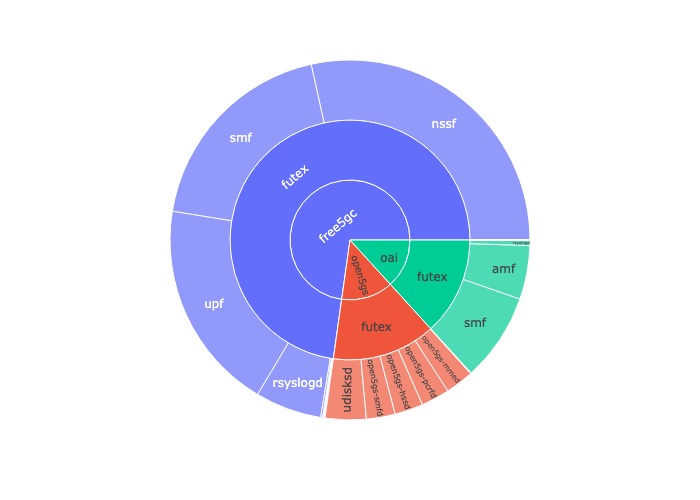 nssf
smf
futex
free5gc
upf
rsyslogd
oai
futex
amf
smf
open5gs
futex
udisksd
open5gs-smfd
open5gs-hssd
open5gs-pcrfd
open5gs-mmed